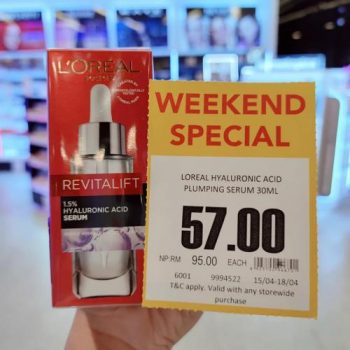 L'ORÉAL
PARIS
REVITALIFT
1.5%
HYALURONIC ACID
SERUM
WEEKEND
SPECIAL
LOREAL HYALURONIC ACID
PLUMPING SERUM 30ML
57.00
NP:RM 95.00 EACH
6001 9994522 15/04-18/04
T&C apply. Valid with any storewide
purchase